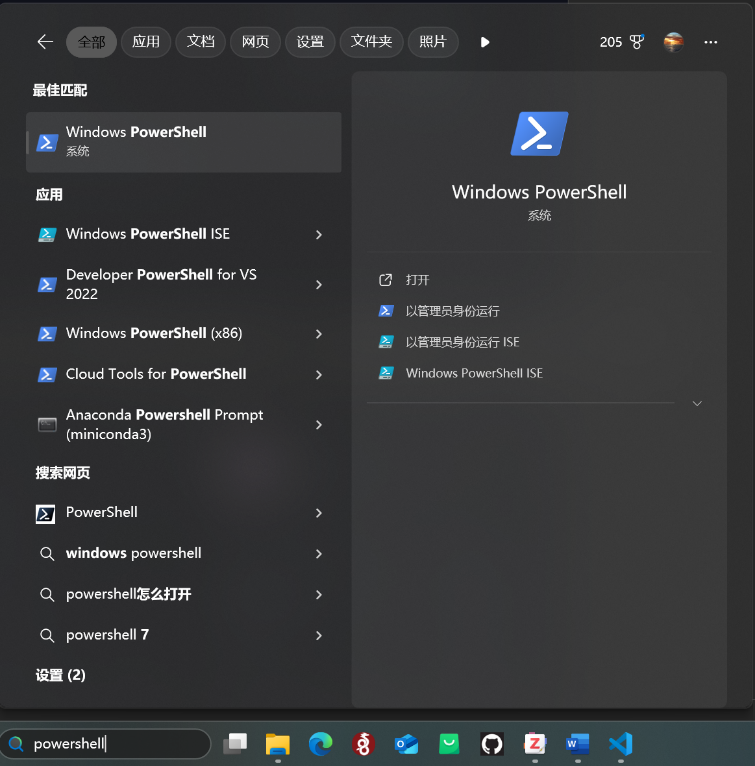 全部 应用 文档 网页 设置 文件夹 照片 205
最佳匹配
Windows PowerShell
系统
应用
Windows PowerShell ISE
Developer PowerShell for VS
2022
Windows PowerShell (x86)
Cloud Tools for PowerShell
Anaconda Powershell Prompt
(miniconda3)
搜索网页
PowerShell
windows powershell
powershell怎么打开
powershell 7
设置 (2)
Windows PowerShell
系统
打开
以管理员身份运行
以管理员身份运行 ISE
Windows PowerShell ISE
powershell